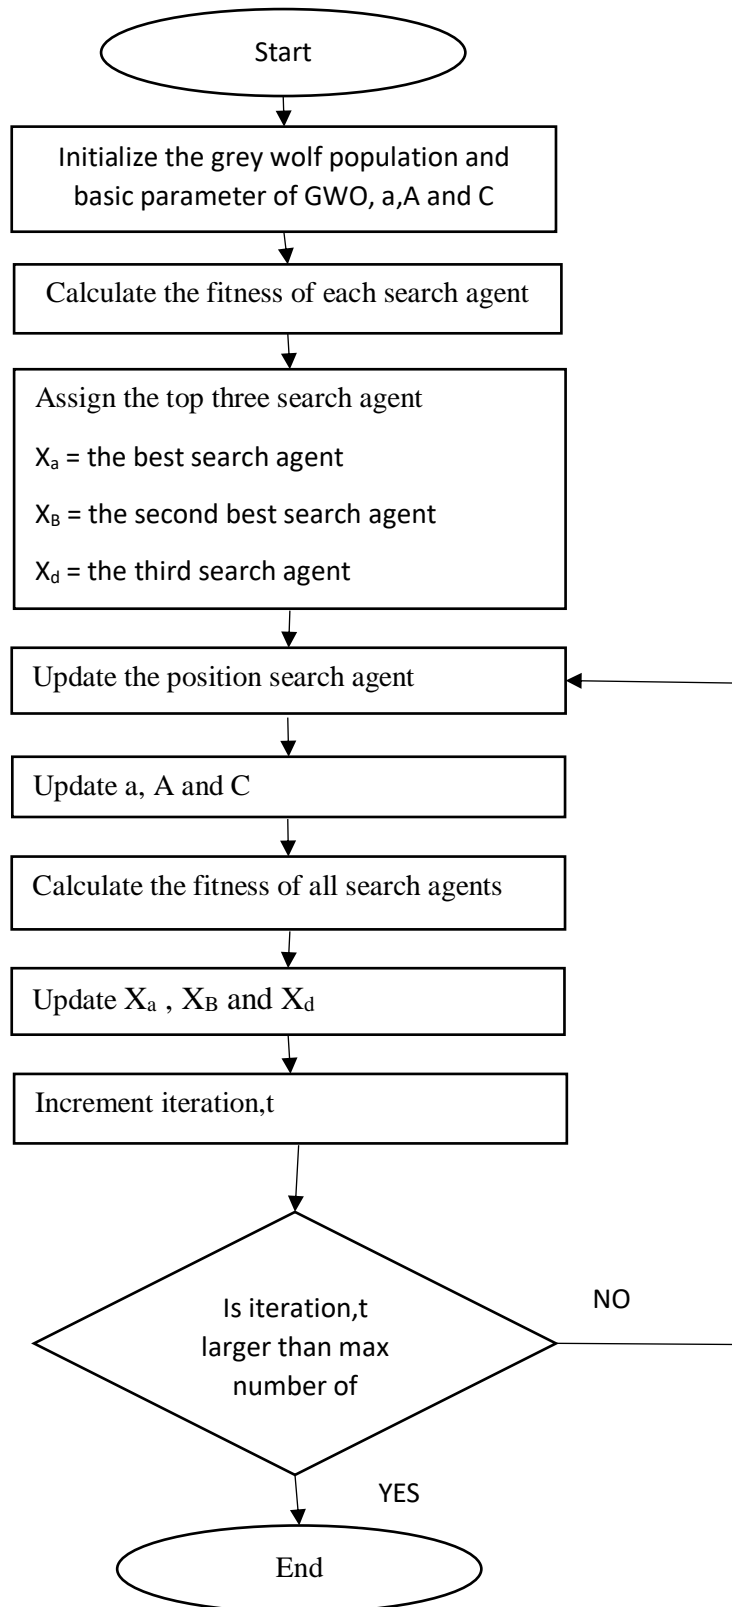 Start
Initialize the grey wolf population and
basic parameter of GWO, a,A and C
Calculate the fitness of each search agent
Assign the top three search agent
Xa = the best search agent
XB = the second best search agent
Xd = the third search agent
Update the position search agent
Update a, A and C
Calculate the fitness of all search agents
Update Xa , XB and Xd
Increment iteration,t
Is iteration,t
larger than max
number of
NO
YES
End